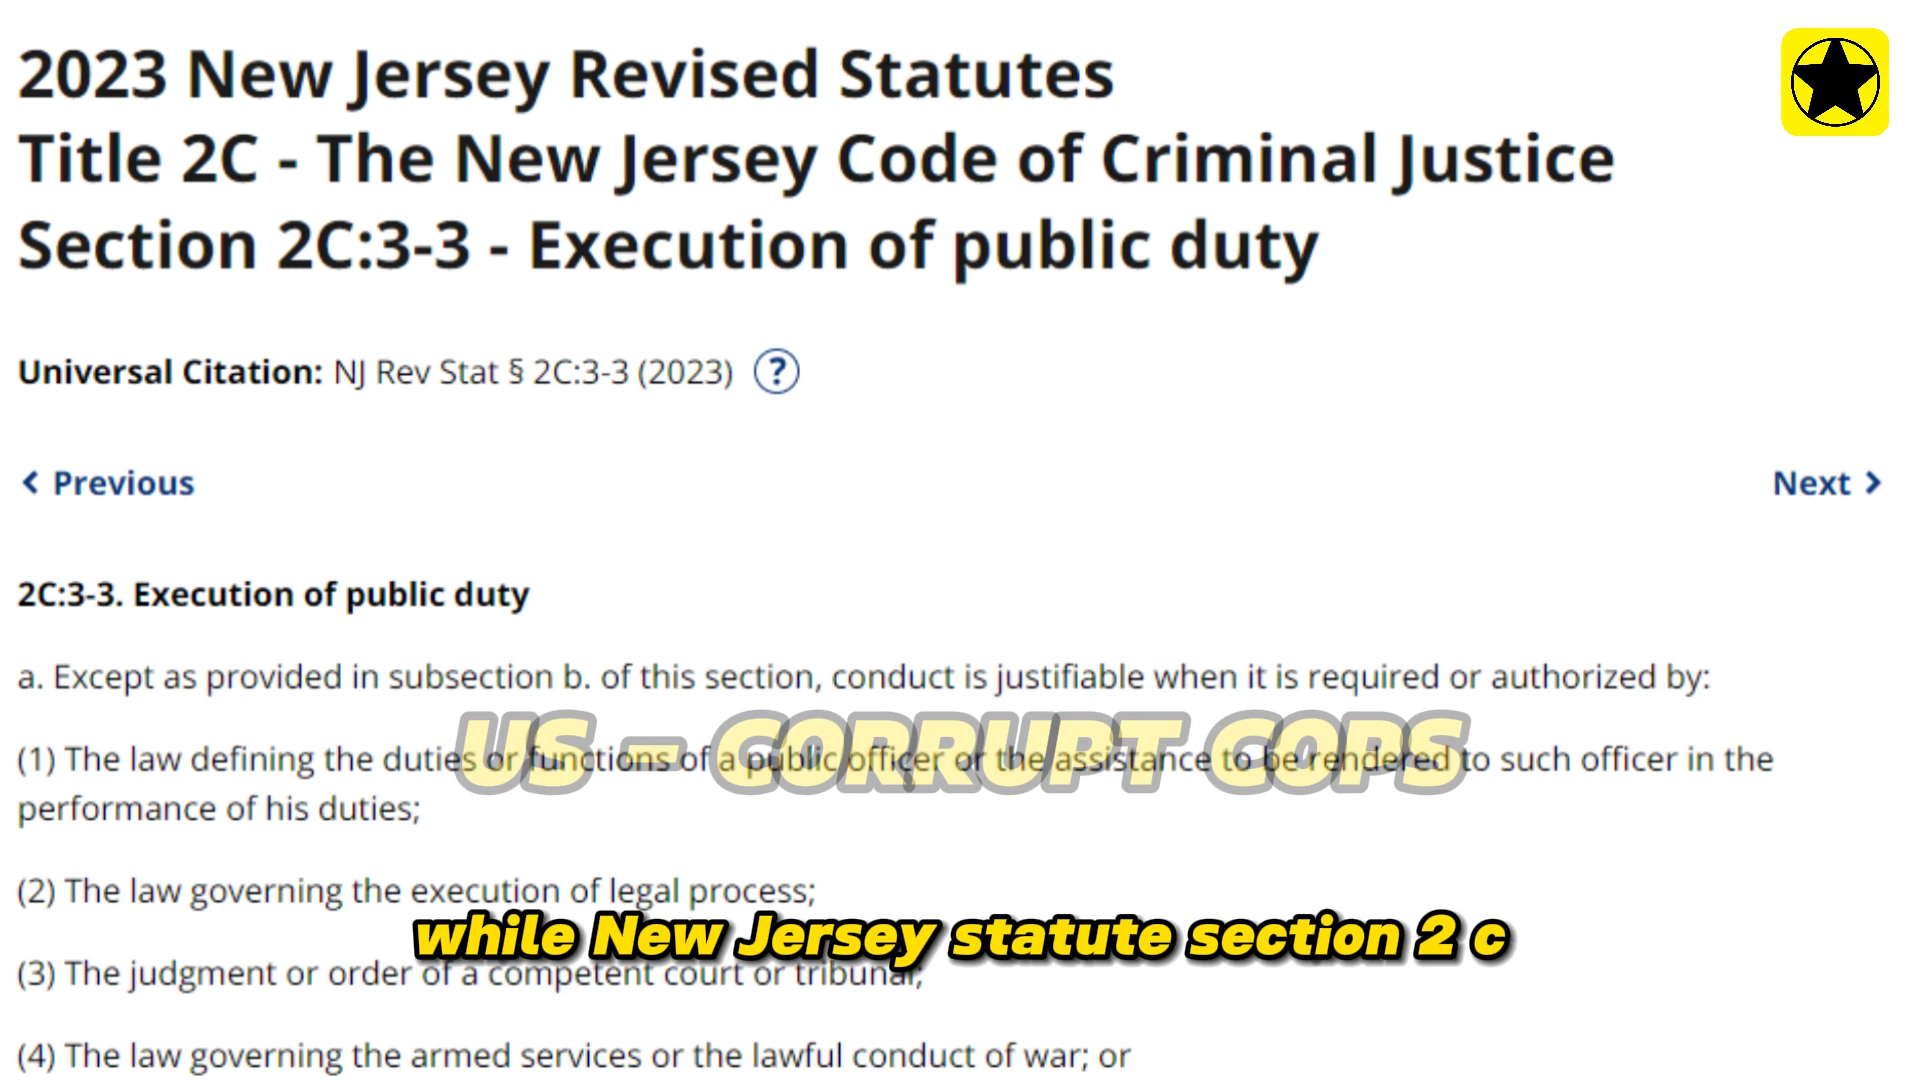 2023 New Jersey Revised Statutes
Title 2C - The New Jersey Code of Criminal Justice
Section 2C:3-3 - Execution of public duty
Universal Citation: NJ Rev Stat § 2C:3-3 (2023) ?
Previous
Next
2C:3-3. Execution of public duty
a. Except as provided in subsection b. of this section, conduct is justifiable when it is required or authorized by:
US – CORRUPT COPS
(1) The law defining the duties or functions of a public officer or the assistance to be rendered to such officer in the
performance of his duties;
(2) The law governing the execution of legal process;
while New Jersey statute section 2 c
(3) The judgment or order of a competent court or tribunal;
(4) The law governing the armed services or the lawful conduct of war; or